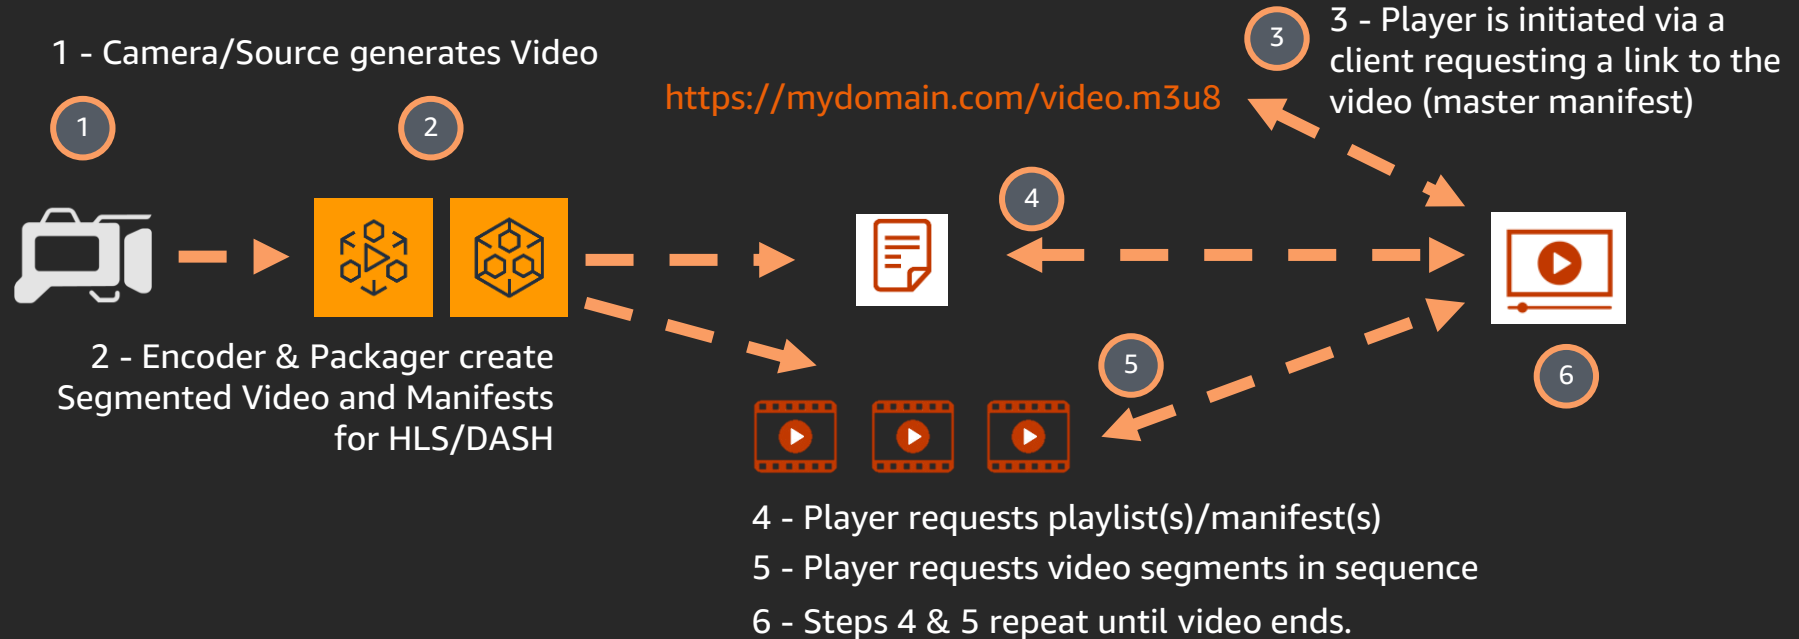 1 - Camera/Source generates Video
1
2
https://mydomain.com/video.m3u8
3
3 - Player is initiated via a
client requesting a link to the
video (master manifest)
4
2 - Encoder & Packager create
Segmented Video and Manifests
for HLS/DASH
5
6
4 - Player requests playlist(s)/manifest(s)
5 - Player requests video segments in sequence
6 - Steps 4 & 5 repeat until video ends.